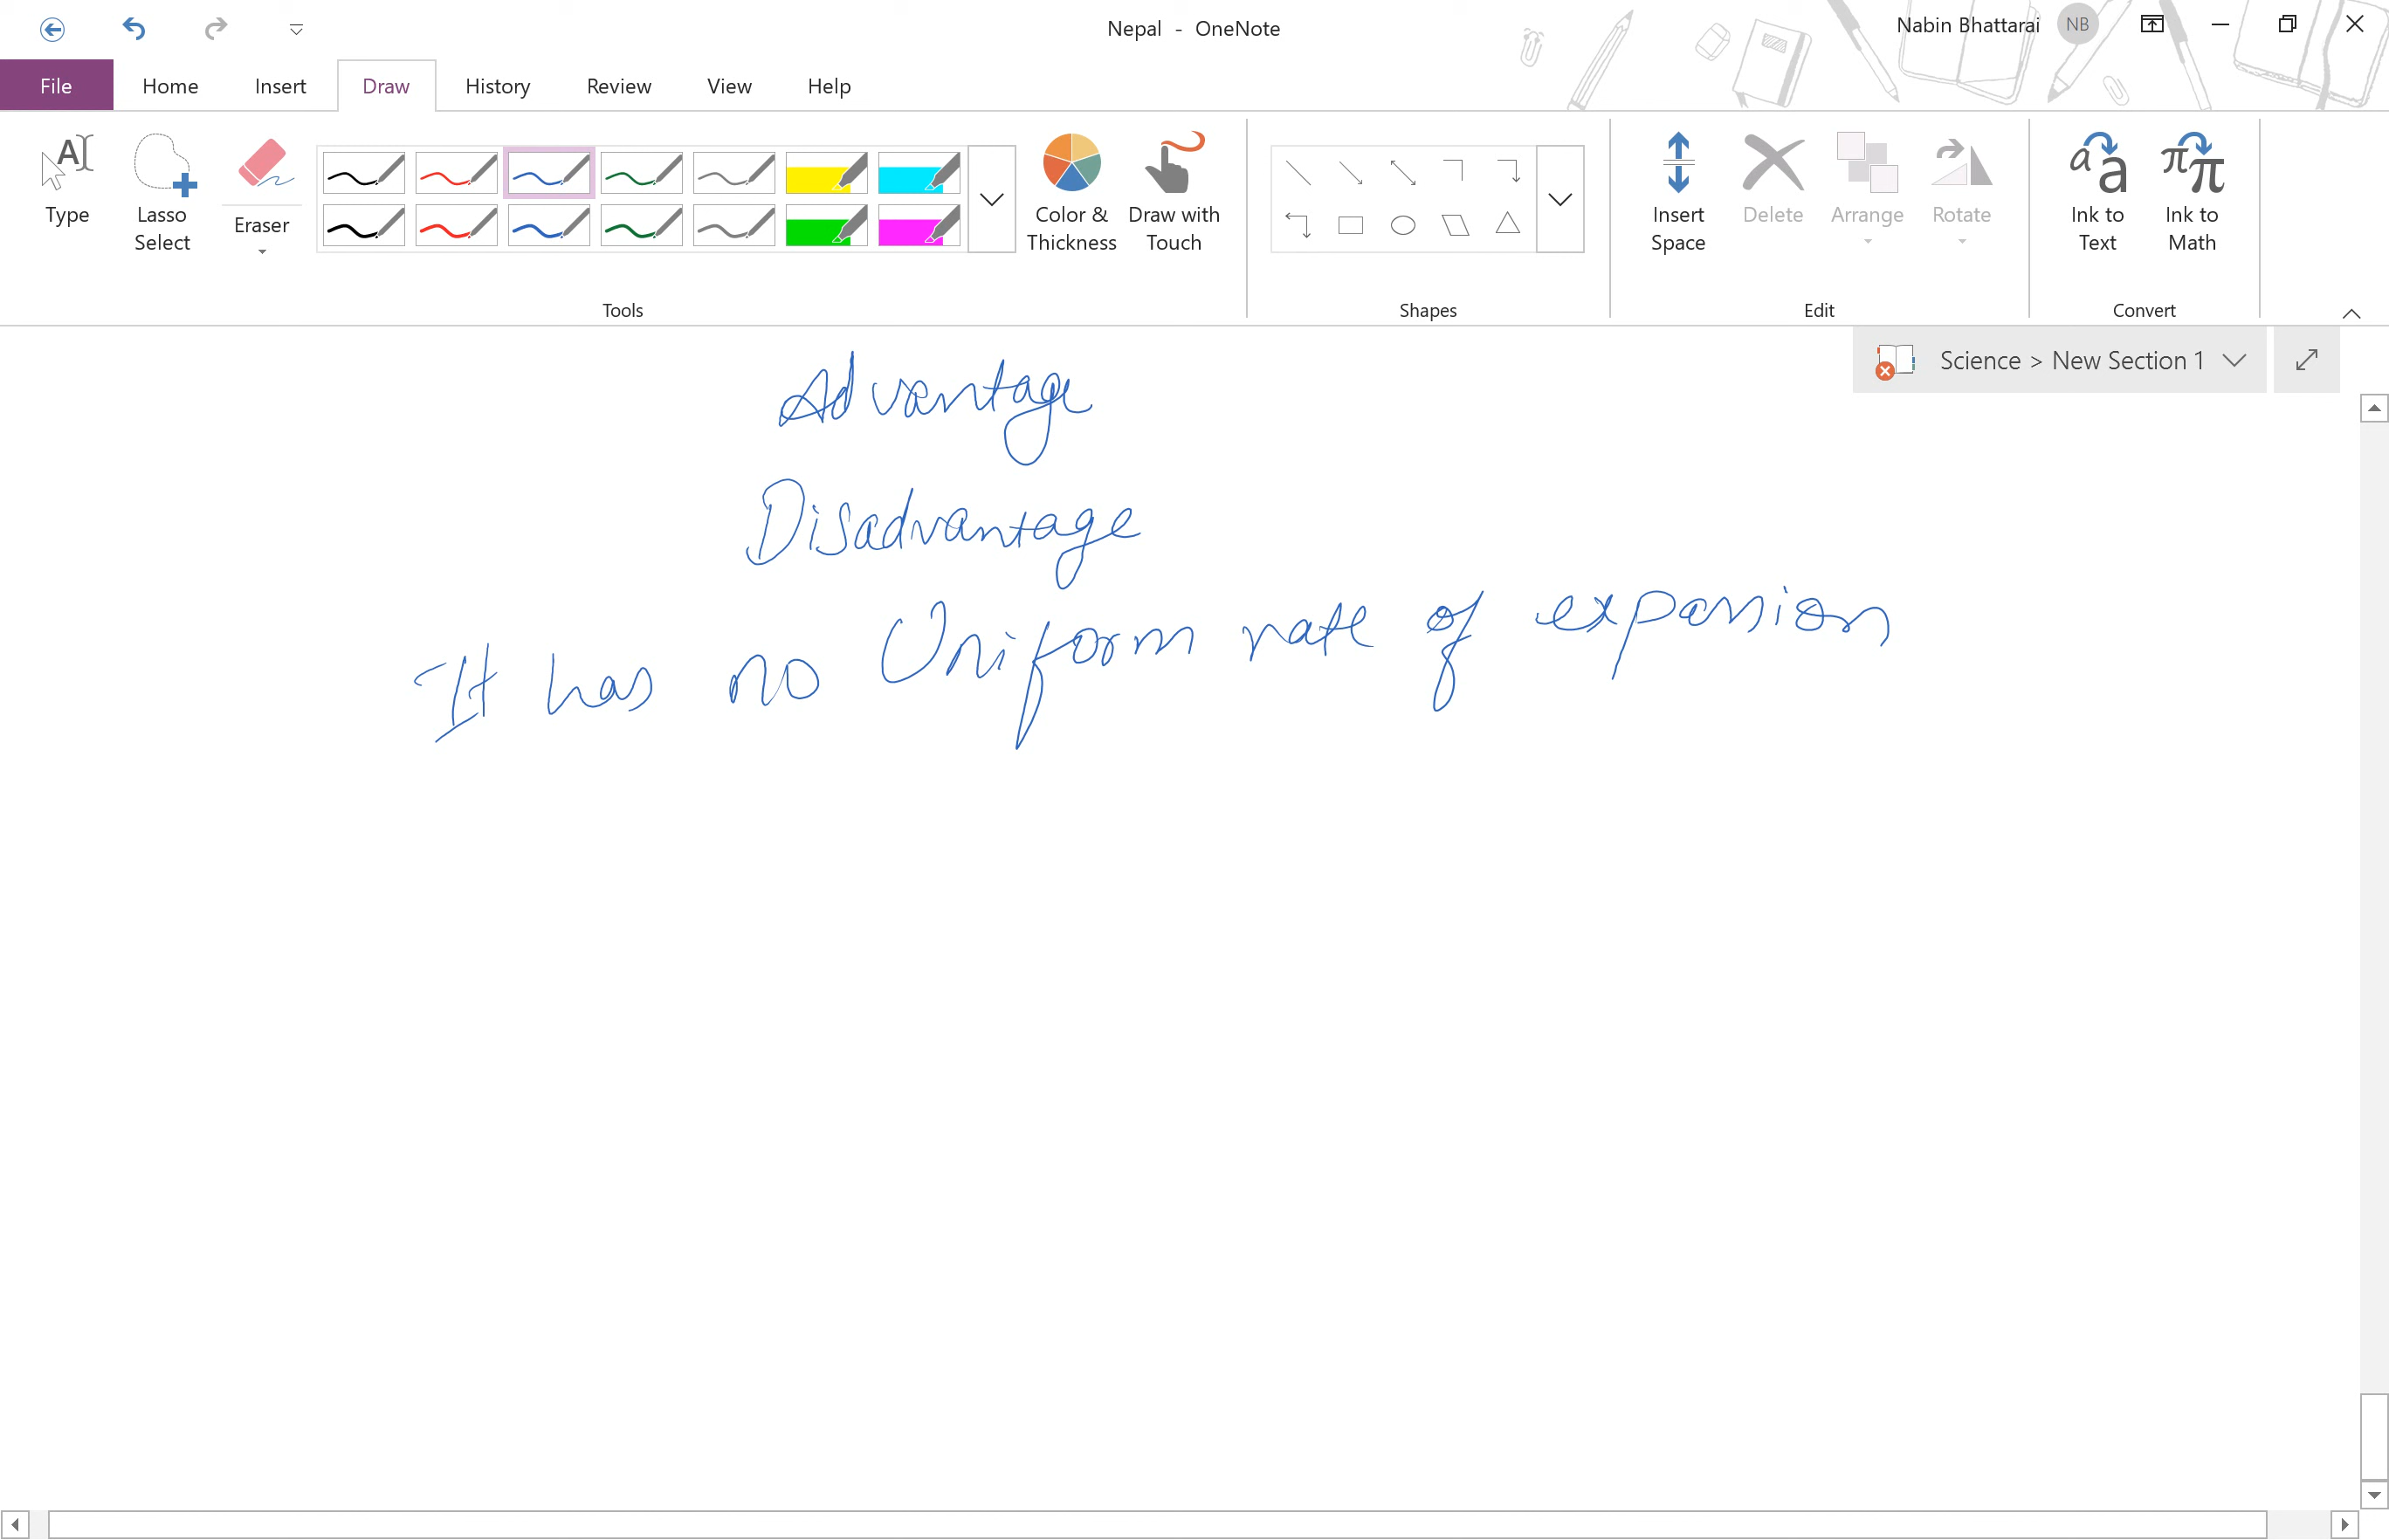 Nepal - OneNote
Nabin Bhattarai NB
File Home Insert Draw History Review View Help
Type
Lasso Select
Eraser
Color & Thickness
Draw with Touch
Insert Space
Delete
Arrange
Rotate
Ink to Text
Ink to Math
Tools Shapes Edit Convert
Science > New Section 1
Advantage
Disadvantage
It has no Uniform rate of expansion